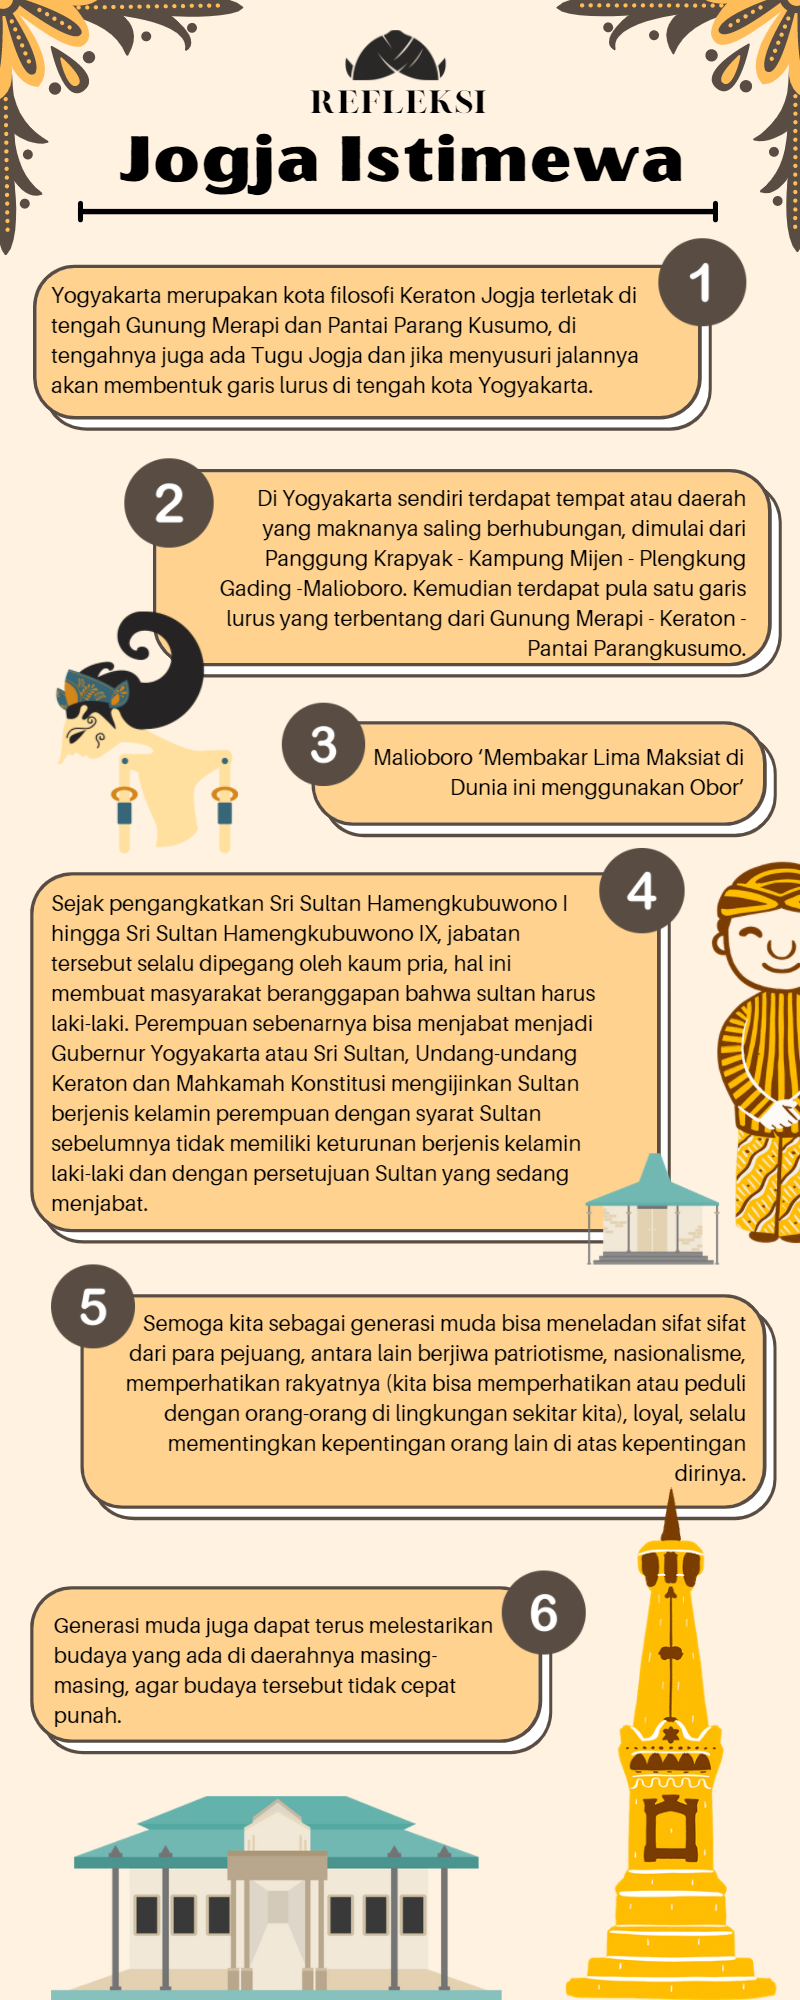 REFLEKSI
Jogja Istimewa
1
Yogyakarta merupakan kota filosofi Keraton Jogja terletak di
tengah Gunung Merapi dan Pantai Parang Kusumo, di
tengahnya juga ada Tugu Jogja dan jika menyusuri jalannya
akan membentuk garis lurus di tengah kota Yogyakarta.
2
Di Yogyakarta sendiri terdapat tempat atau daerah
yang maknanya saling berhubungan, dimulai dari
Panggung Krapyak - Kampung Mijen - Plengkung
Gading -Malioboro. Kemudian terdapat pula satu garis
lurus yang terbentang dari Gunung Merapi - Keraton -
Pantai Parangkusumo.
3
Malioboro ‘Membakar Lima Maksiat di
Dunia ini menggunakan Obor’
4
Sejak pengangkatkan Sri Sultan Hamengkubuwono I
hingga Sri Sultan Hamengkubuwono IX, jabatan
tersebut selalu dipegang oleh kaum pria, hal ini
membuat masyarakat beranggapan bahwa sultan harus
laki-laki. Perempuan sebenarnya bisa menjabat menjadi
Gubernur Yogyakarta atau Sri Sultan, Undang-undang
Keraton dan Mahkamah Konstitusi mengijinkan Sultan
berjenis kelamin perempuan dengan syarat Sultan
sebelumnya tidak memiliki keturunan berjenis kelamin
laki-laki dan dengan persetujuan Sultan yang sedang
menjabat.
5
Semoga kita sebagai generasi muda bisa meneladan sifat sifat
dari para pejuang, antara lain berjiwa patriotisme, nasionalisme,
memperhatikan rakyatnya (kita bisa memperhatikan atau peduli
dengan orang-orang di lingkungan sekitar kita), loyal, selalu
mementingkan kepentingan orang lain di atas kepentingan
dirinya.
6
Generasi muda juga dapat terus melestarikan
budaya yang ada di daerahnya masing-
masing, agar budaya tersebut tidak cepat
punah.